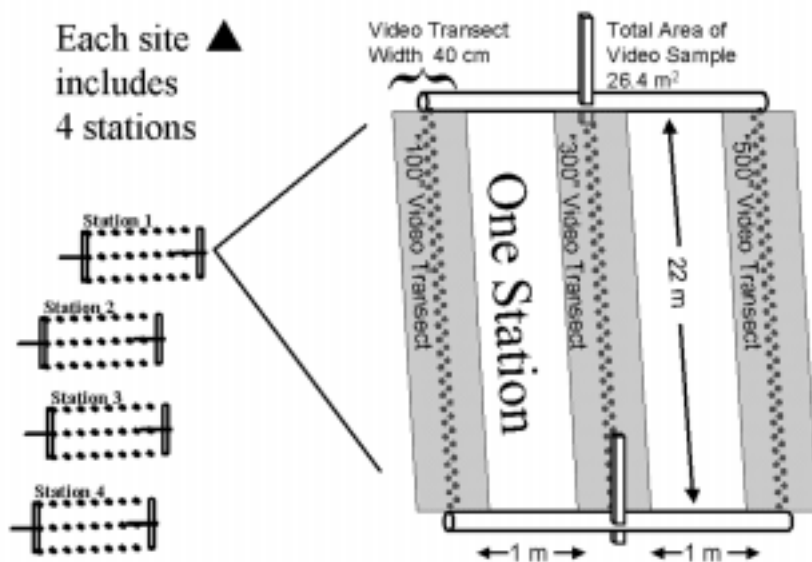 Each site ▲
includes
4 stations
Station 1
Station 2
Station 3
Station 4
Video Transect
Width 40 cm
Total Area of
Video Sample
26.4 m²
"100" Video Transect
One Station
"300" Video Transect
22 m
"500" Video Transect
1 m
1 m